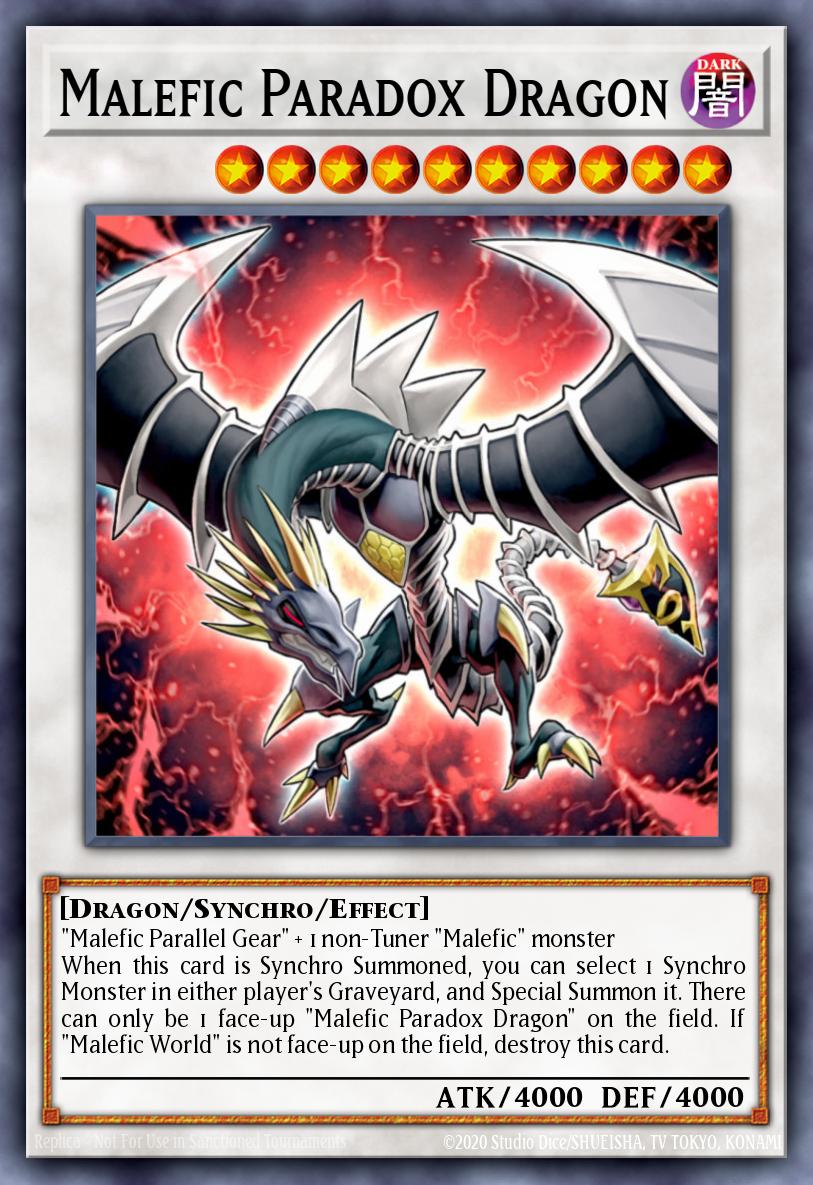 Malefic Paradox Dragon
DARK
闇
[Dragon/Synchro/Effect]
"Malefic Parallel Gear" + 1 non-Tuner "Malefic" monster
When this card is Synchro Summoned, you can select 1 Synchro
Monster in either player's Graveyard, and Special Summon it. There
can only be 1 face-up "Malefic Paradox Dragon" on the field. If
"Malefic World" is not face-up on the field, destroy this card.
ATK/4000 DEF/4000
Replica - Not For Use in Sanctioned Tournaments
©2020 Studio Dice/SHUEISHA, TV TOKYO, KONAMI